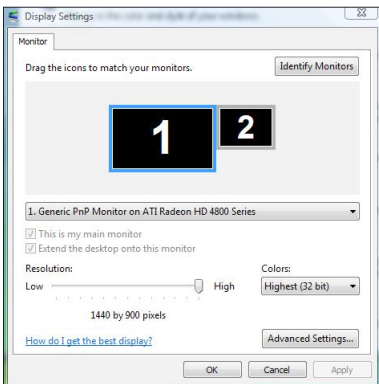 Display Settings
Monitor
Drag the icons to match your monitors.
Identify Monitors
1
2
1. Generic PnP Monitor on ATI Radeon HD 4800 Series
This is my main monitor
Extend the desktop onto this monitor
Resolution:
Colors:
Low
High
Highest (32 bit)
1440 by 900 pixels
How do I get the best display?
Advanced Settings...
OK
Cancel
Apply